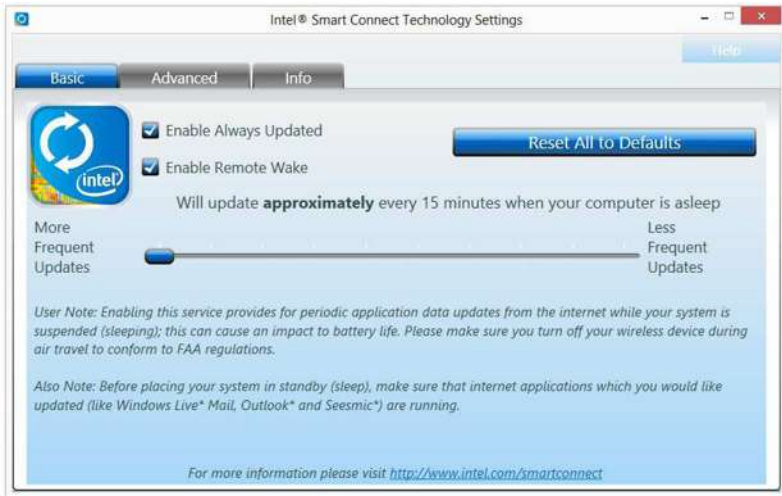 Intel® Smart Connect Technology Settings
Help
Basic
Advanced
Info
Enable Always Updated
Reset All to Defaults
Enable Remote Wake
(intel)
Will update approximately every 15 minutes when your computer is asleep
More
Frequent
Updates
Less
Frequent
Updates
User Note: Enabling this service provides for periodic application data updates from the internet while your system is
suspended (sleeping); this can cause an impact to battery life. Please make sure you turn off your wireless device during
air travel to conform to FAA regulations.
Also Note: Before placing your system in standby (sleep), make sure that internet applications which you would like
updated (like Windows Live* Mail, Outlook* and Seesmic*) are running.
For more information please visit http://www.intel.com/smartconnect